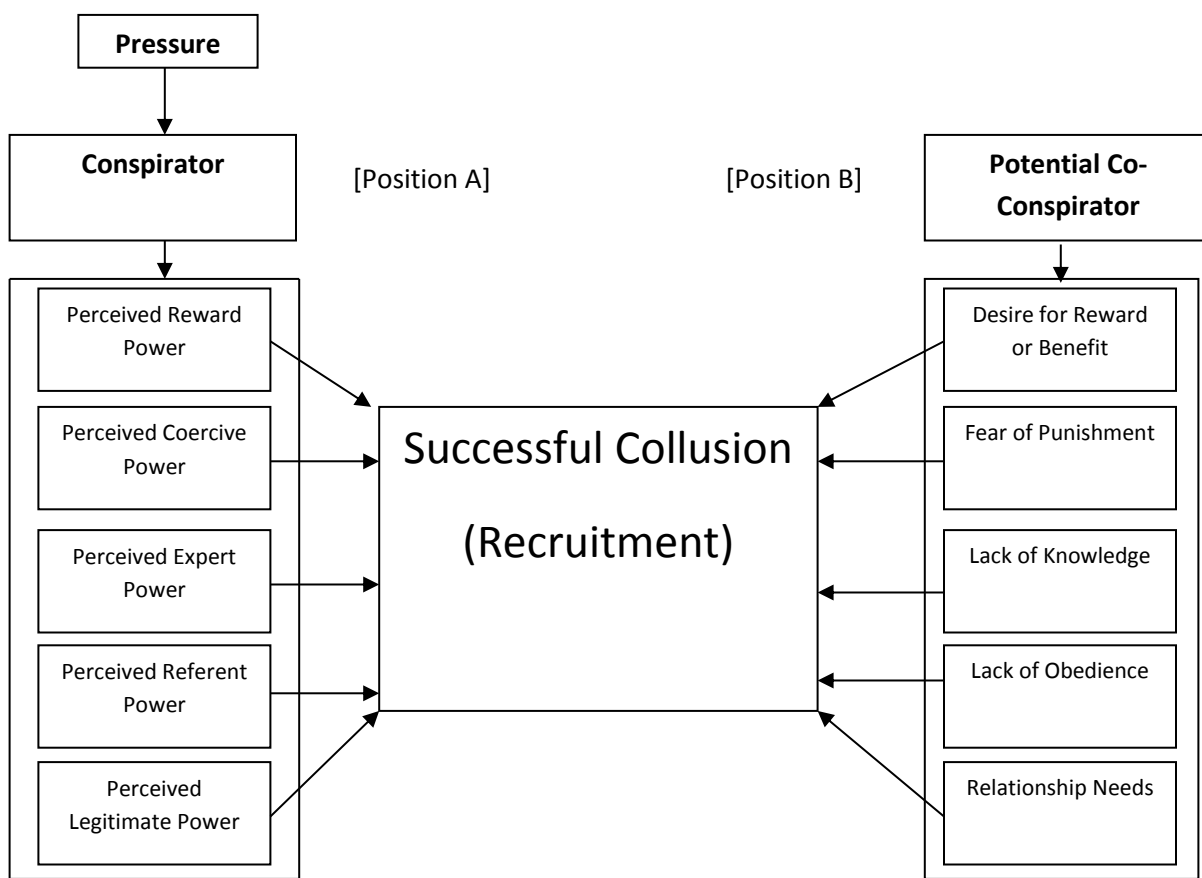 Pressure
Conspirator
[Position A]
[Position B]
Potential Co-
Conspirator
Perceived Reward
Power
Perceived Coercive
Power
Perceived Expert
Power
Perceived Referent
Power
Perceived
Legitimate Power
Successful Collusion
(Recruitment)
Desire for Reward
or Benefit
Fear of Punishment
Lack of Knowledge
Lack of Obedience
Relationship Needs